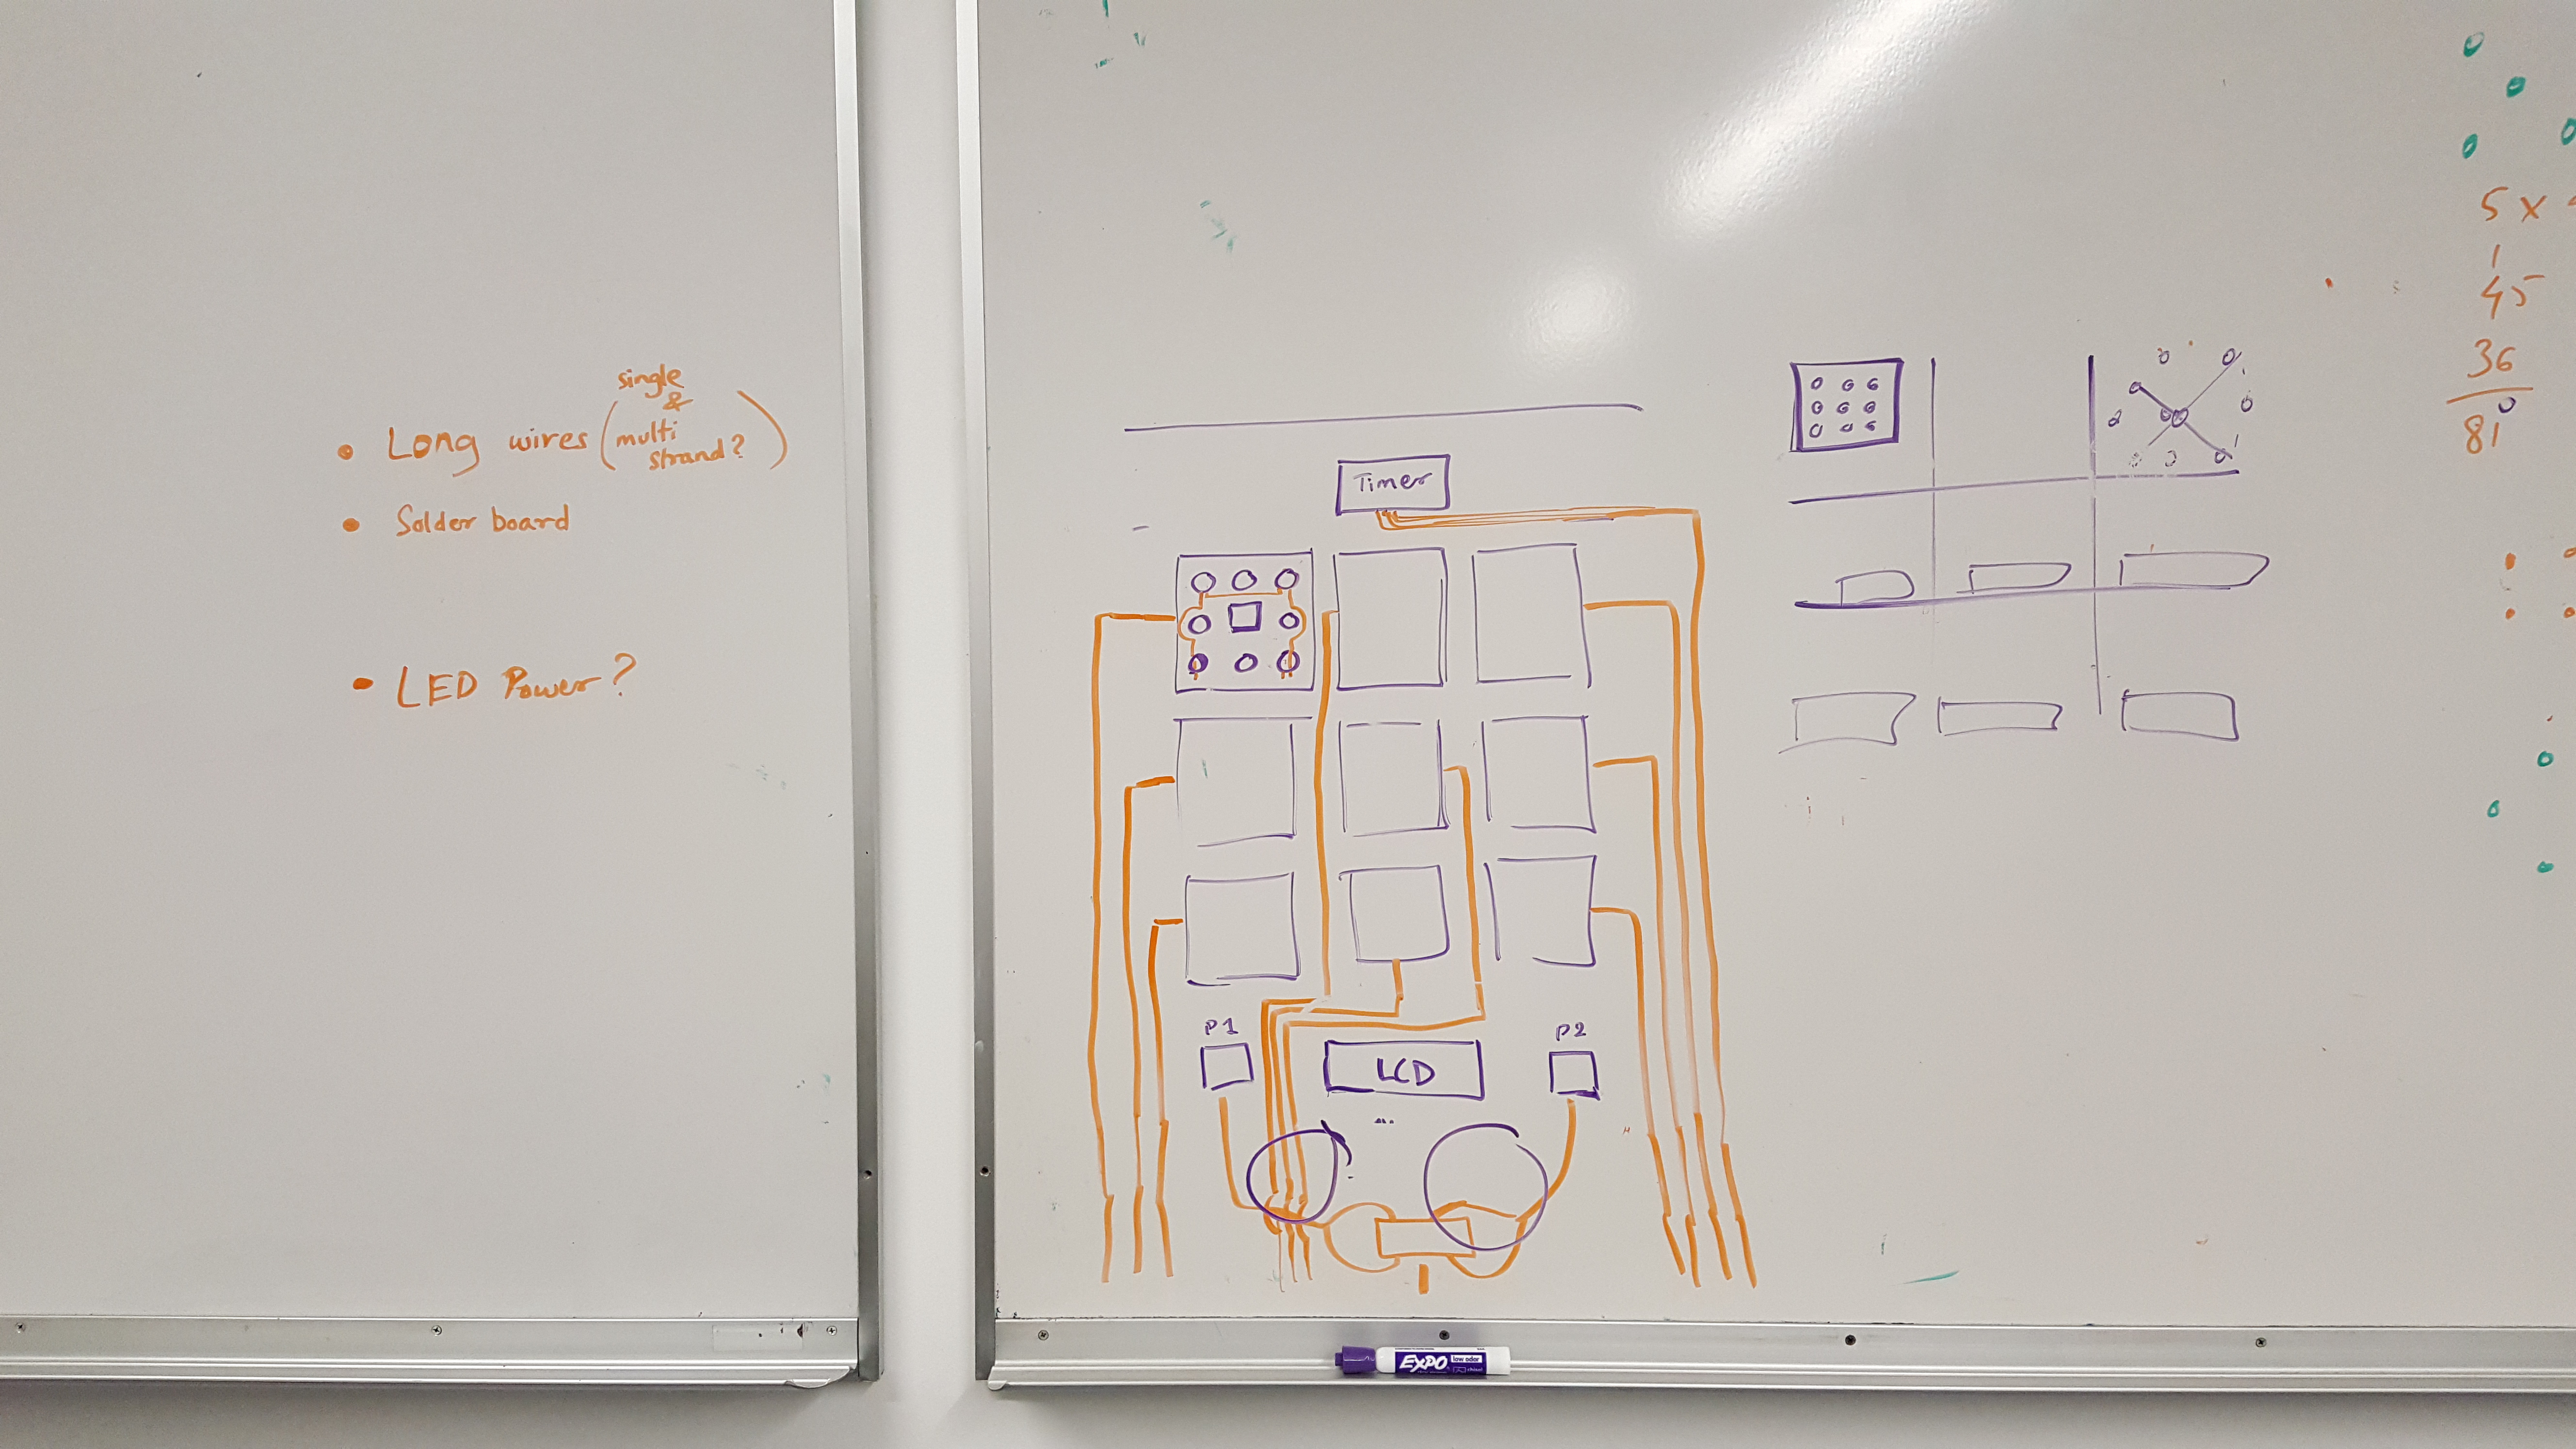 single
&
• Long wires (multi
strand?)
• Solder board
• LED Power?
Timer
P1
P2
LCD
5 x
1
45
36
81
EXPO low odor